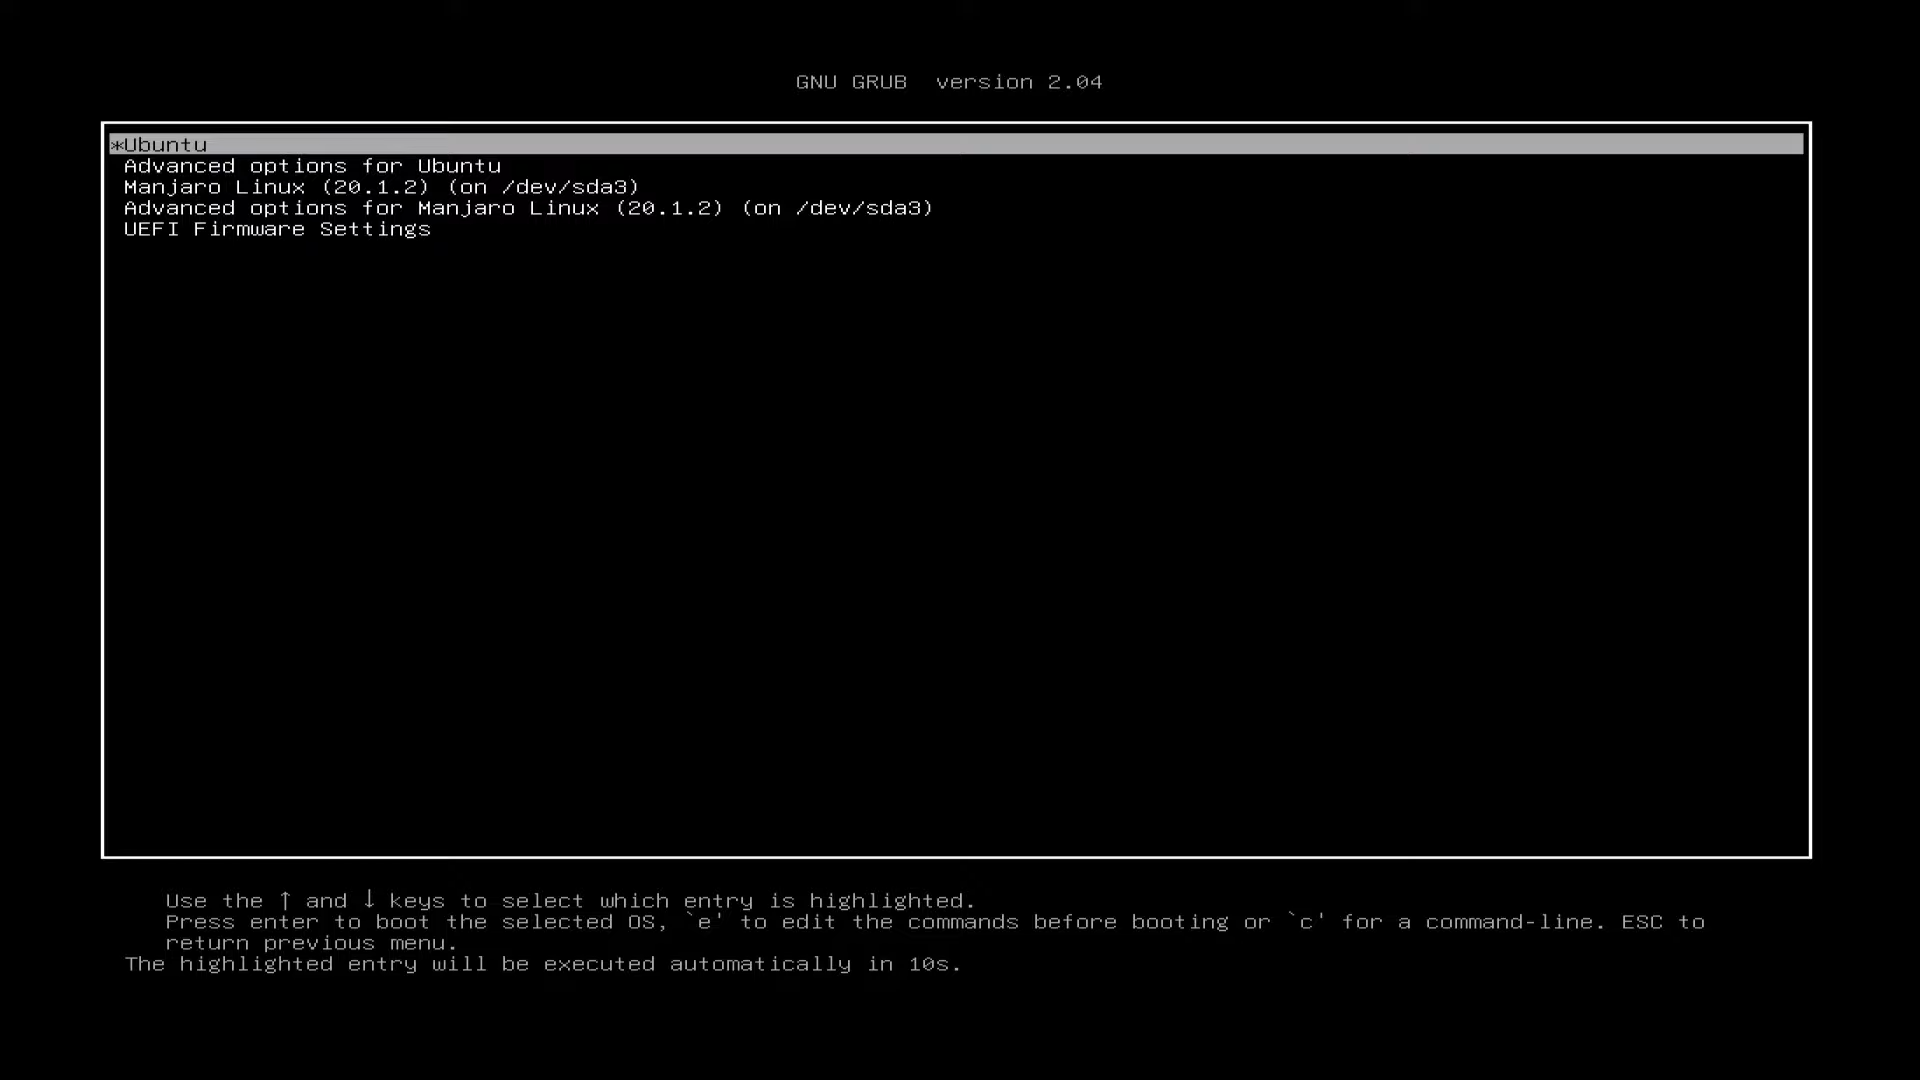 GNU GRUB  version 2.04
*Ubuntu
Advanced options for Ubuntu
Manjaro Linux (20.1.2) (on /dev/sda3)
Advanced options for Manjaro Linux (20.1.2) (on /dev/sda3)
UEFI Firmware Settings
Use the ↑ and ↓ keys to select which entry is highlighted.
Press enter to boot the selected OS, `e' to edit the commands before booting or `c' for a command-line. ESC to
return previous menu.
The highlighted entry will be executed automatically in 10s.